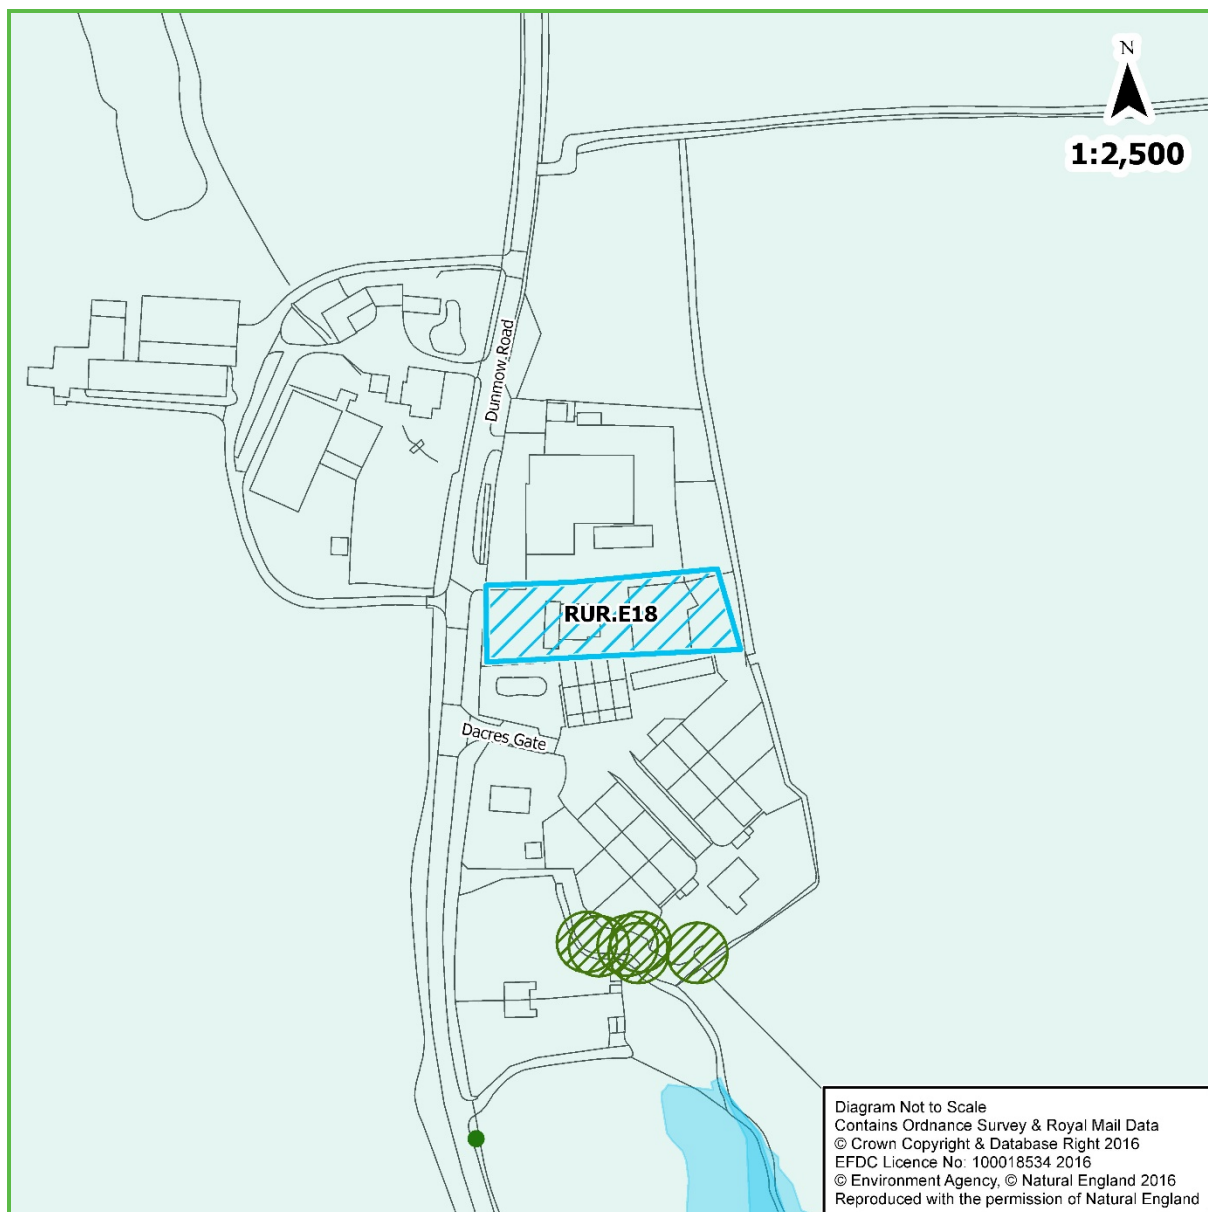 N
1:2,500
Dunmow Road
RUR.E18
Dacres Gate
Diagram Not to Scale
Contains Ordnance Survey & Royal Mail Data
© Crown Copyright & Database Right 2016
EFDC Licence No: 100018534 2016
© Environment Agency, © Natural England 2016
Reproduced with the permission of Natural England